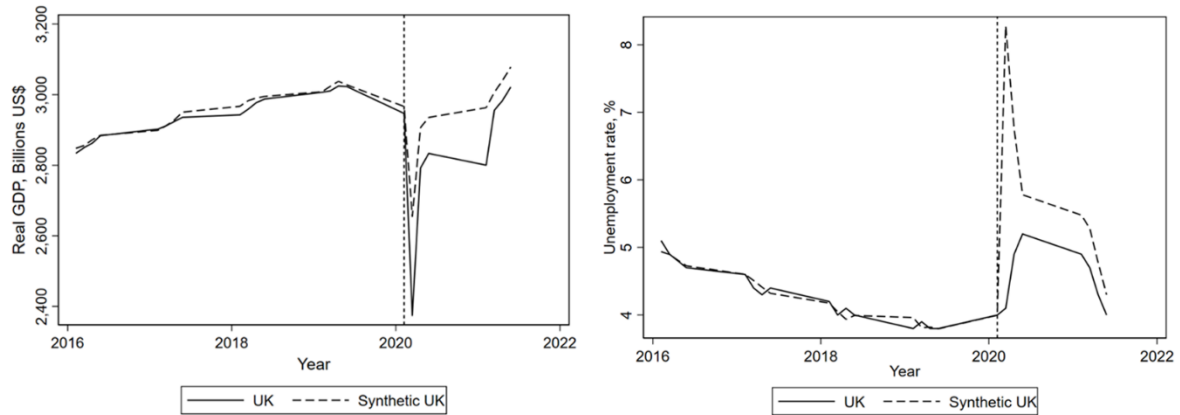 Real GDP, Billions US$
3,200
3,000
2,800
2,600
2,400
2016
2018
2020
2022
Year
UK
Synthetic UK
Unemployment rate, %
8
7
6
5
4
2016
2018
2020
2022
Year
UK
Synthetic UK